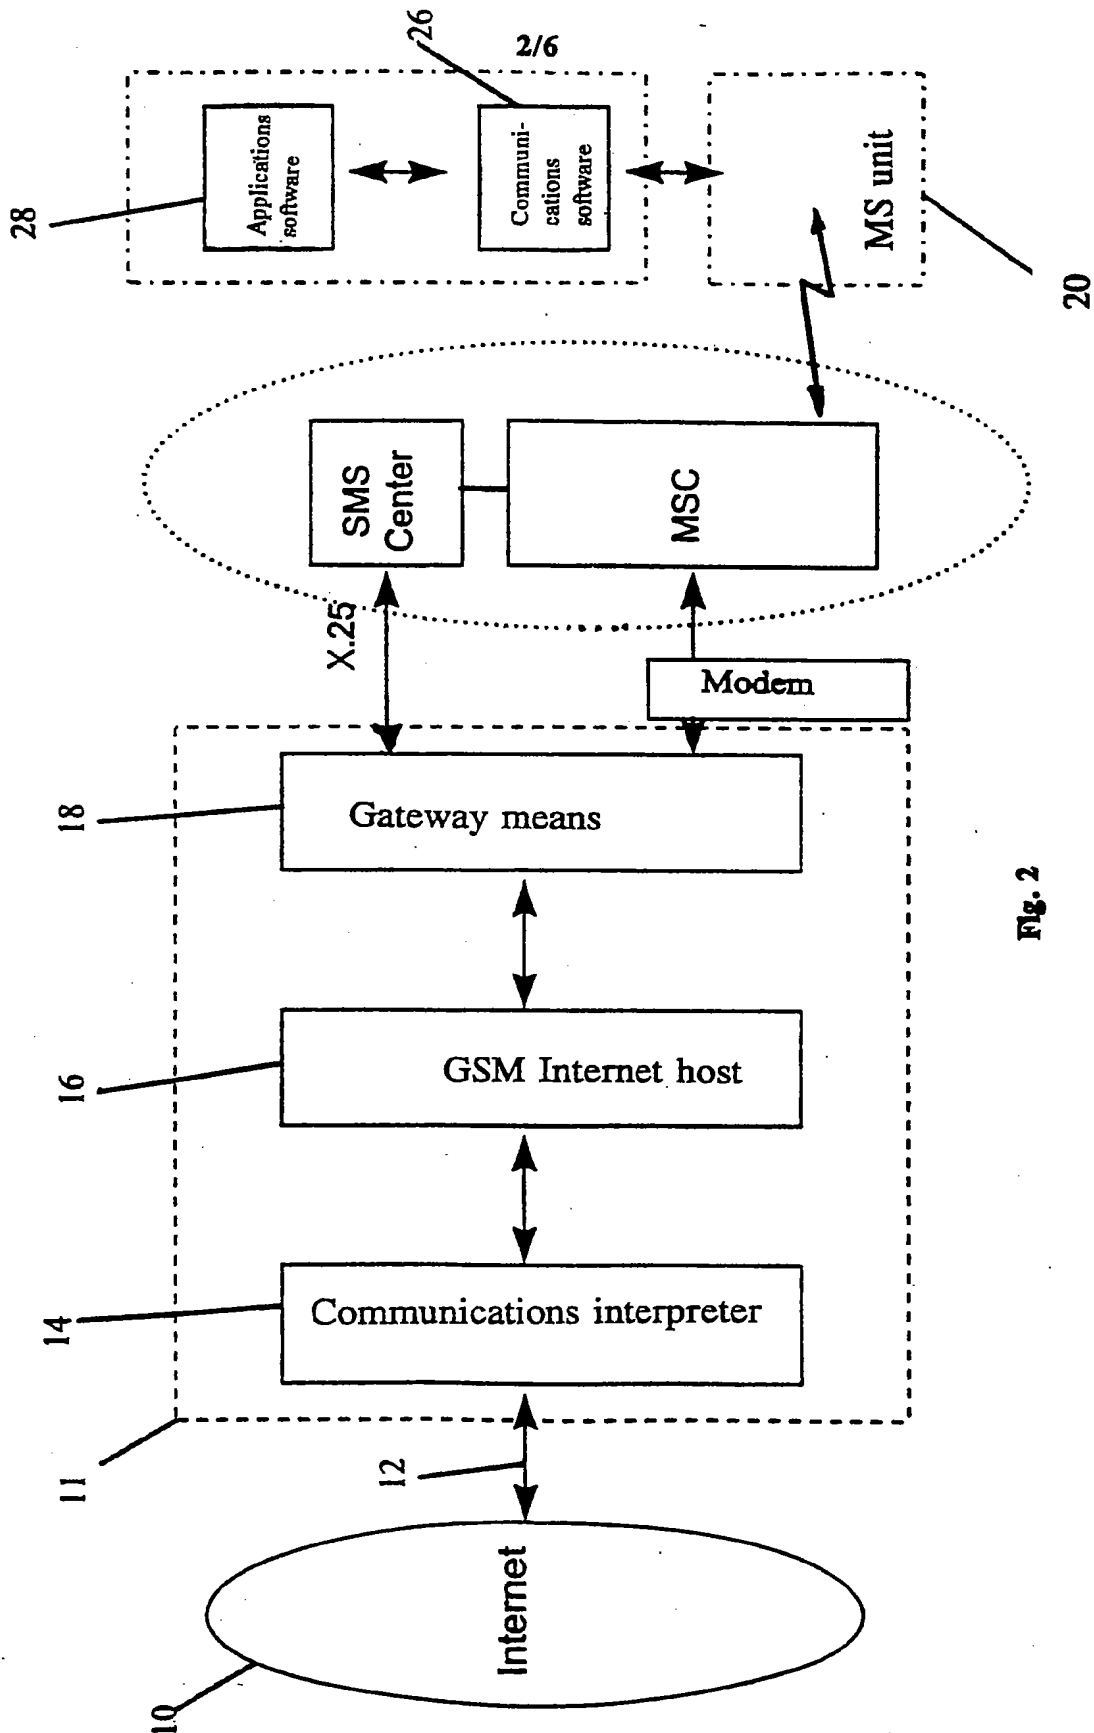 2/6
26
28
Applications
software
Communi-
cations
software
MS unit
20
SMS
Center
MSC
X.25
Modem
18
Gateway means
16
GSM Internet host
14
Communications interpreter
11
12
10
Internet
Fig. 2